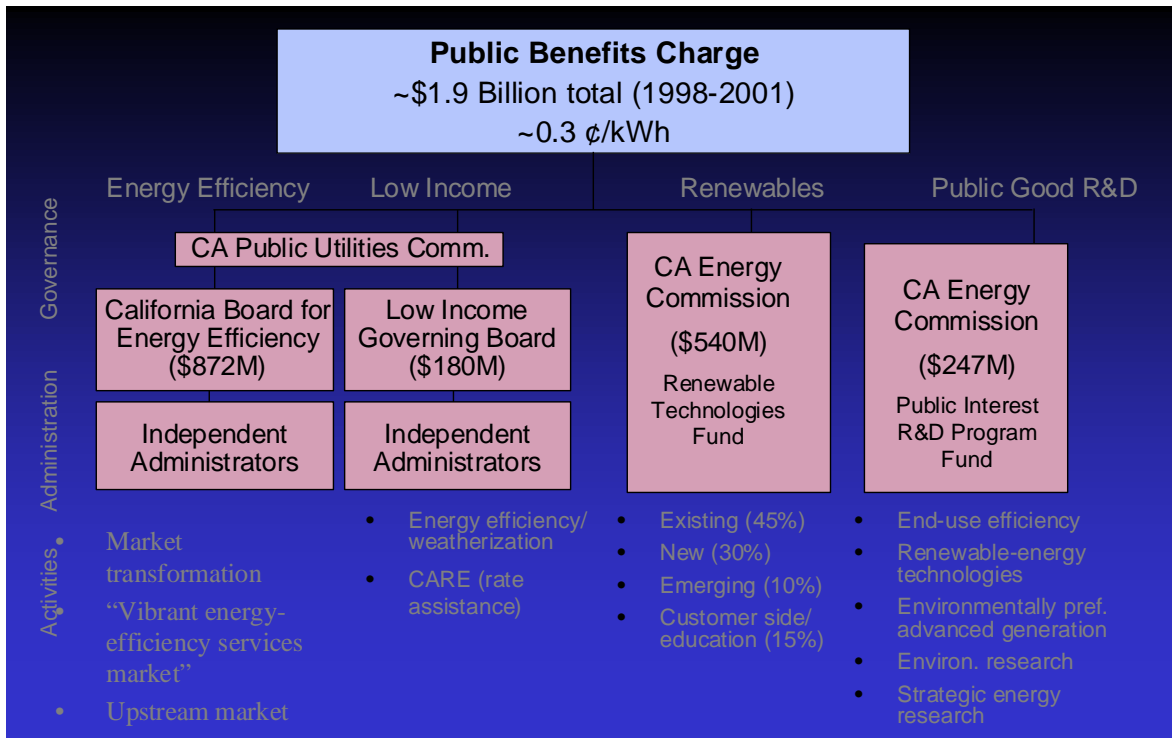 Public Benefits Charge
~$1.9 Billion total (1998-2001)
~0.3 ¢/kWh
Energy Efficiency
Low Income
Renewables
Public Good R&D
Governance
CA Public Utilities Comm.
California Board for
Energy Efficiency
($872M)
Low Income
Governing Board
($180M)
CA Energy
Commission
($540M)
Renewable
Technologies
Fund
CA Energy
Commission
($247M)
Public Interest
R&D Program
Fund
Administration
Independent
Administrators
Independent
Administrators
Activities
• Market
transformation
• “Vibrant energy-
efficiency services
market”
• Upstream market
• Energy efficiency/
weatherization
• CARE (rate
assistance)
• Existing (45%)
• New (30%)
• Emerging (10%)
• Customer side/
education (15%)
• End-use efficiency
• Renewable-energy
technologies
• Environmentally pref.
advanced generation
• Environ. research
• Strategic energy
research